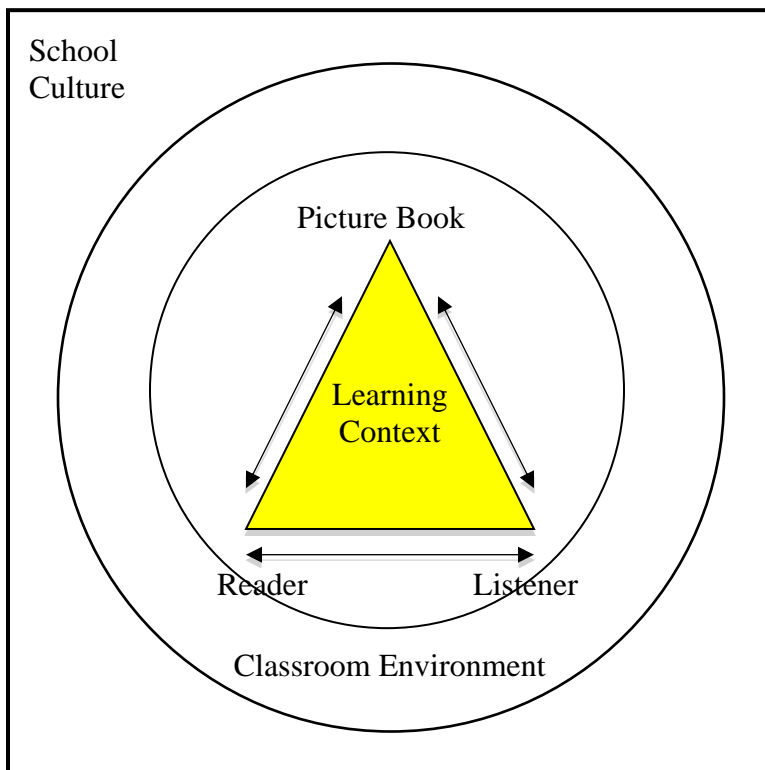 School
Culture
Picture Book
Learning
Context
Reader
Listener
Classroom Environment